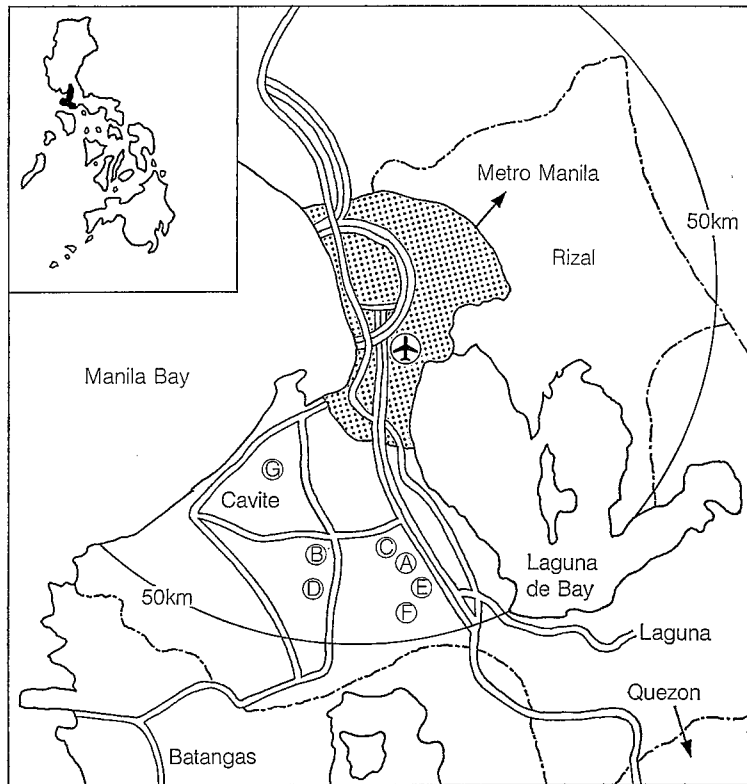 Metro Manila
50km
Rizal
Manila Bay
G
Cavite
B
C
A
D
E
F
50km
Laguna
de Bay
Laguna
Quezon
Batangas